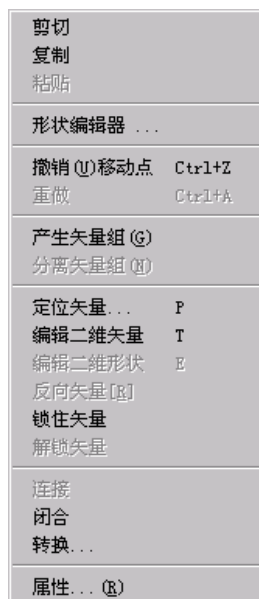 剪切
复制
粘贴
形状编辑器 ...
撤销(U)移动点 Ctrl+Z
重做 Ctrl+A
产生矢量组(G)
分离矢量组(N)
定位矢量... P
编辑二维矢量 T
编辑二维形状 E
反向矢量[R]
锁住矢量
解锁矢量
连接
闭合
转换...
属性...(R)